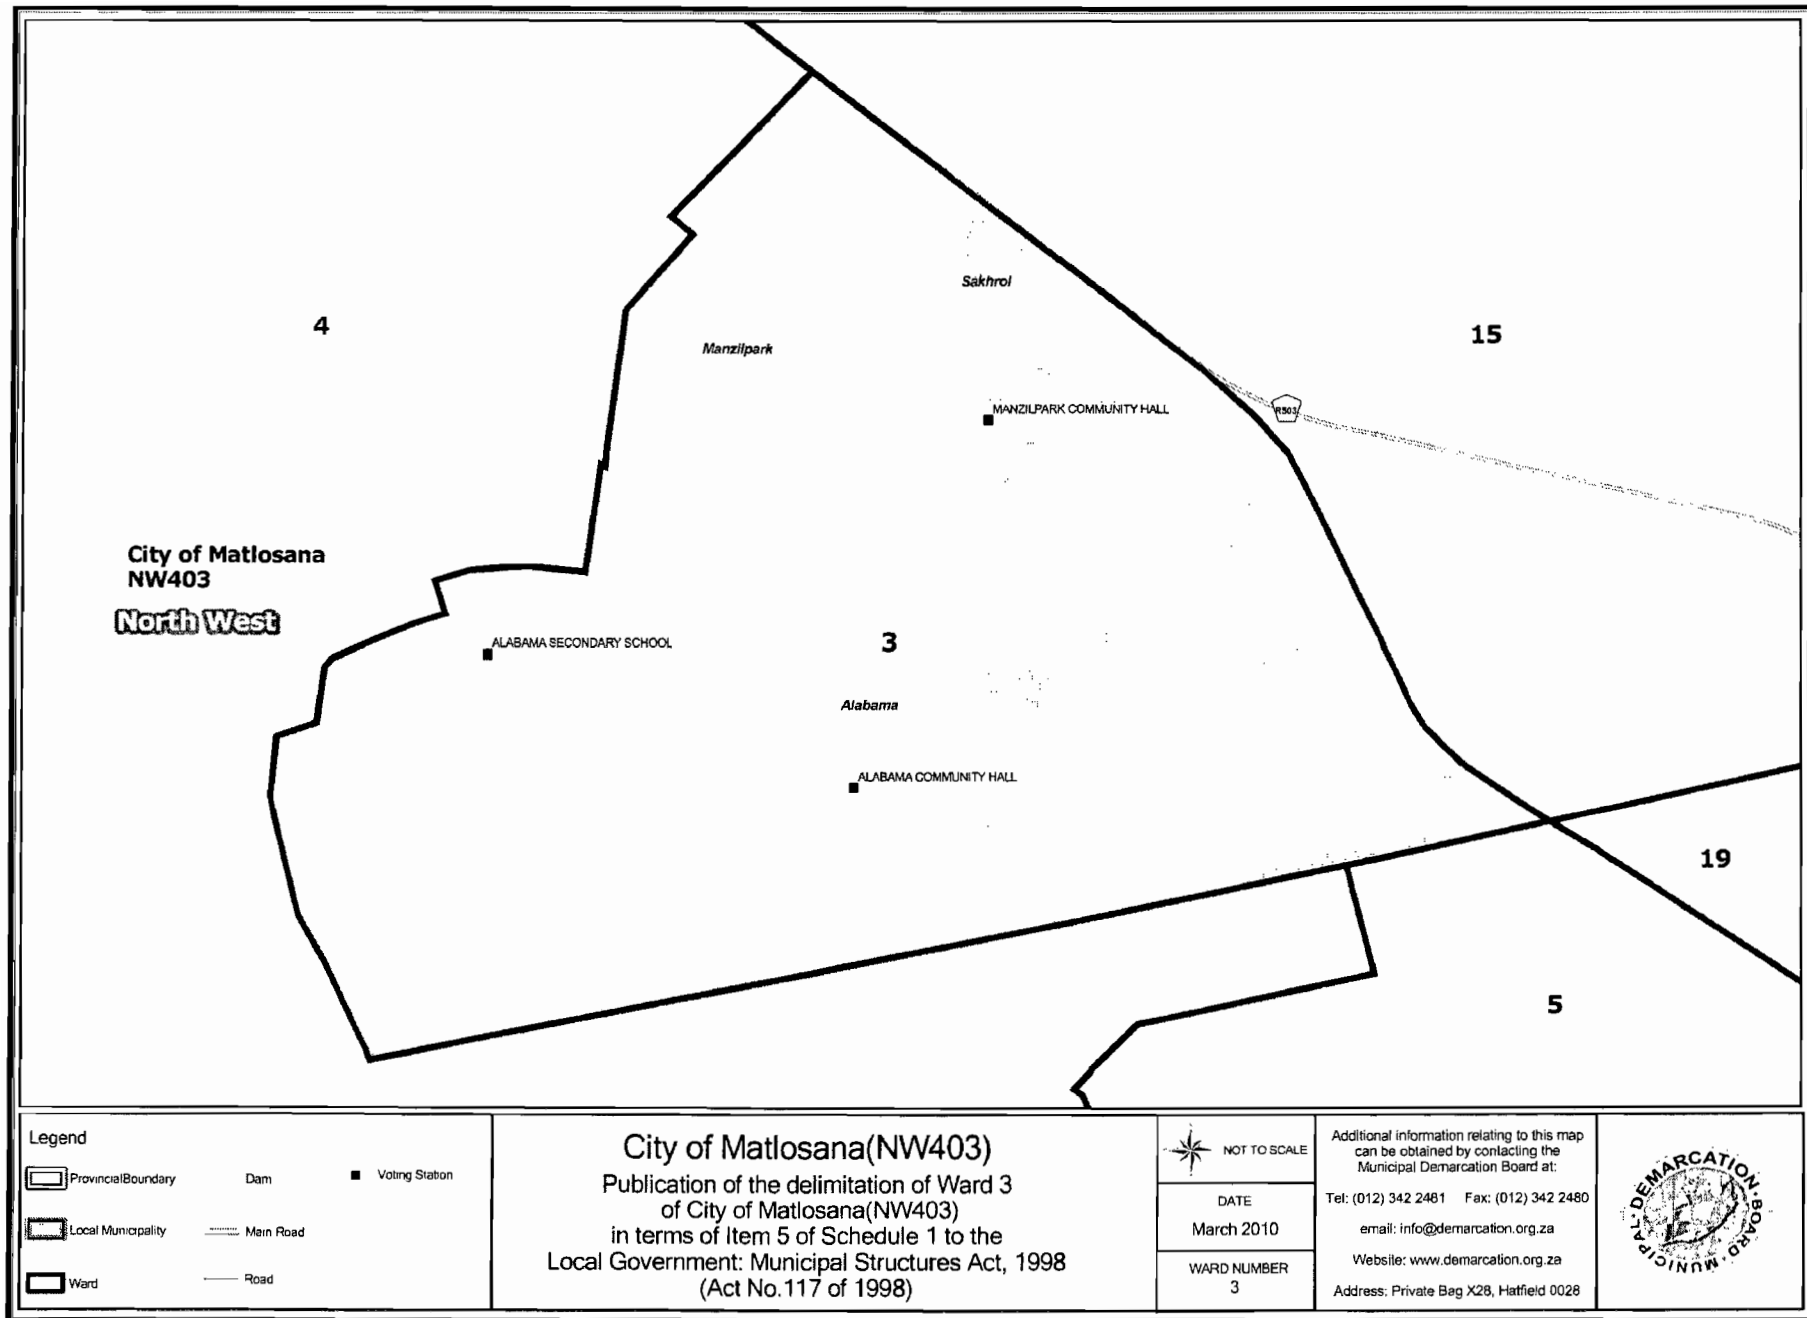 Sakhrol
4
15
Manzilpark
R503
MANZILPARK COMMUNITY HALL
City of Matlosana
NW403
North West
ALABAMA SECONDARY SCHOOL
3
Alabama
ALABAMA COMMUNITY HALL
19
5
Legend
ProvincialBoundary
Dam
Voting Station
Local Municipality
Main Road
Ward
Road
City of Matlosana(NW403)
Publication of the delimitation of Ward 3
of City of Matlosana(NW403)
in terms of Item 5 of Schedule 1 to the
Local Government: Municipal Structures Act, 1998
(Act No.117 of 1998)
NOT TO SCALE
DATE
March 2010
WARD NUMBER
3
Additional information relating to this map
can be obtained by contacting the
Municipal Demarcation Board at:
Tel: (012) 342 2481 Fax: (012) 342 2480
email: info@demarcation.org.za
Website: www.demarcation.org.za
Address: Private Bag X28, Hatfield 0028
MUNICIPAL DEMARCATION BOARD